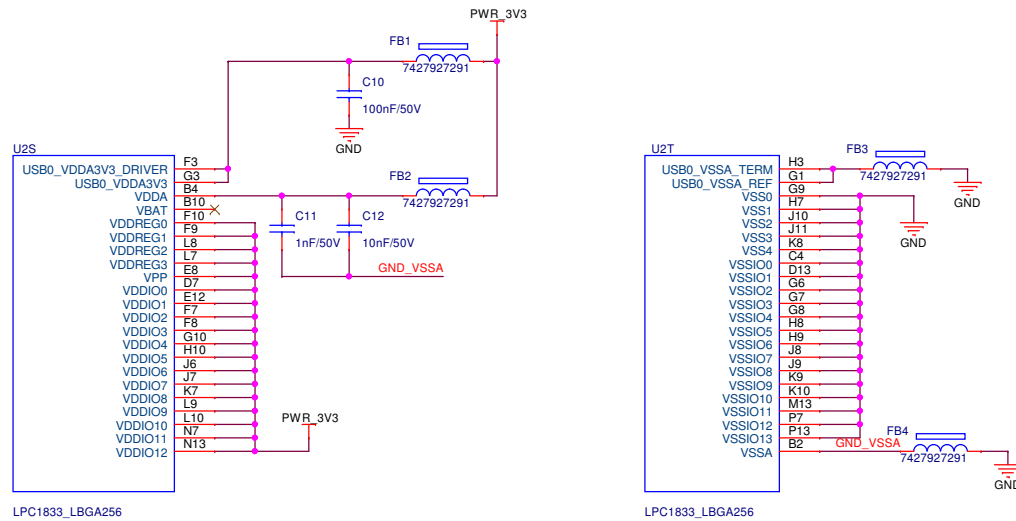 PWR_3V3
FB1
7427927291
C10
100nF/50V
GND
U2S
USB0_VDDA3V3_DRIVER F3
USB0_VDDA3V3 G3
VDDA B4
VBAT B10
VDDREG0 F10
VDDREG1 F9
VDDREG2 L8
VDDREG3 L7
VPP E8
VDDIO0 D7
VDDIO1 E12
VDDIO2 F7
VDDIO3 F8
VDDIO4 G10
VDDIO5 H10
VDDIO6 J6
VDDIO7 J7
VDDIO8 K7
VDDIO9 L9
VDDIO10 L10
VDDIO11 N7
VDDIO12 N13
LPC1833_LBGA256
FB2
7427927291
C11
1nF/50V
C12
10nF/50V
GND_VSSA
PWR_3V3
U2T
USB0_VSSA_TERM H3
USB0_VSSA_REF G1
VSS0 G9
VSS1 H7
VSS2 J10
VSS3 J11
VSS4 K8
VSSIO0 C4
VSSIO1 D13
VSSIO2 G6
VSSIO3 G7
VSSIO4 G8
VSSIO5 H8
VSSIO6 H9
VSSIO7 J8
VSSIO8 J9
VSSIO9 K9
VSSIO10 K10
VSSIO11 M13
VSSIO12 P7
VSSIO13 P13
VSSA B2
LPC1833_LBGA256
FB3
7427927291
GND
GND
GND_VSSA
FB4
7427927291
GND